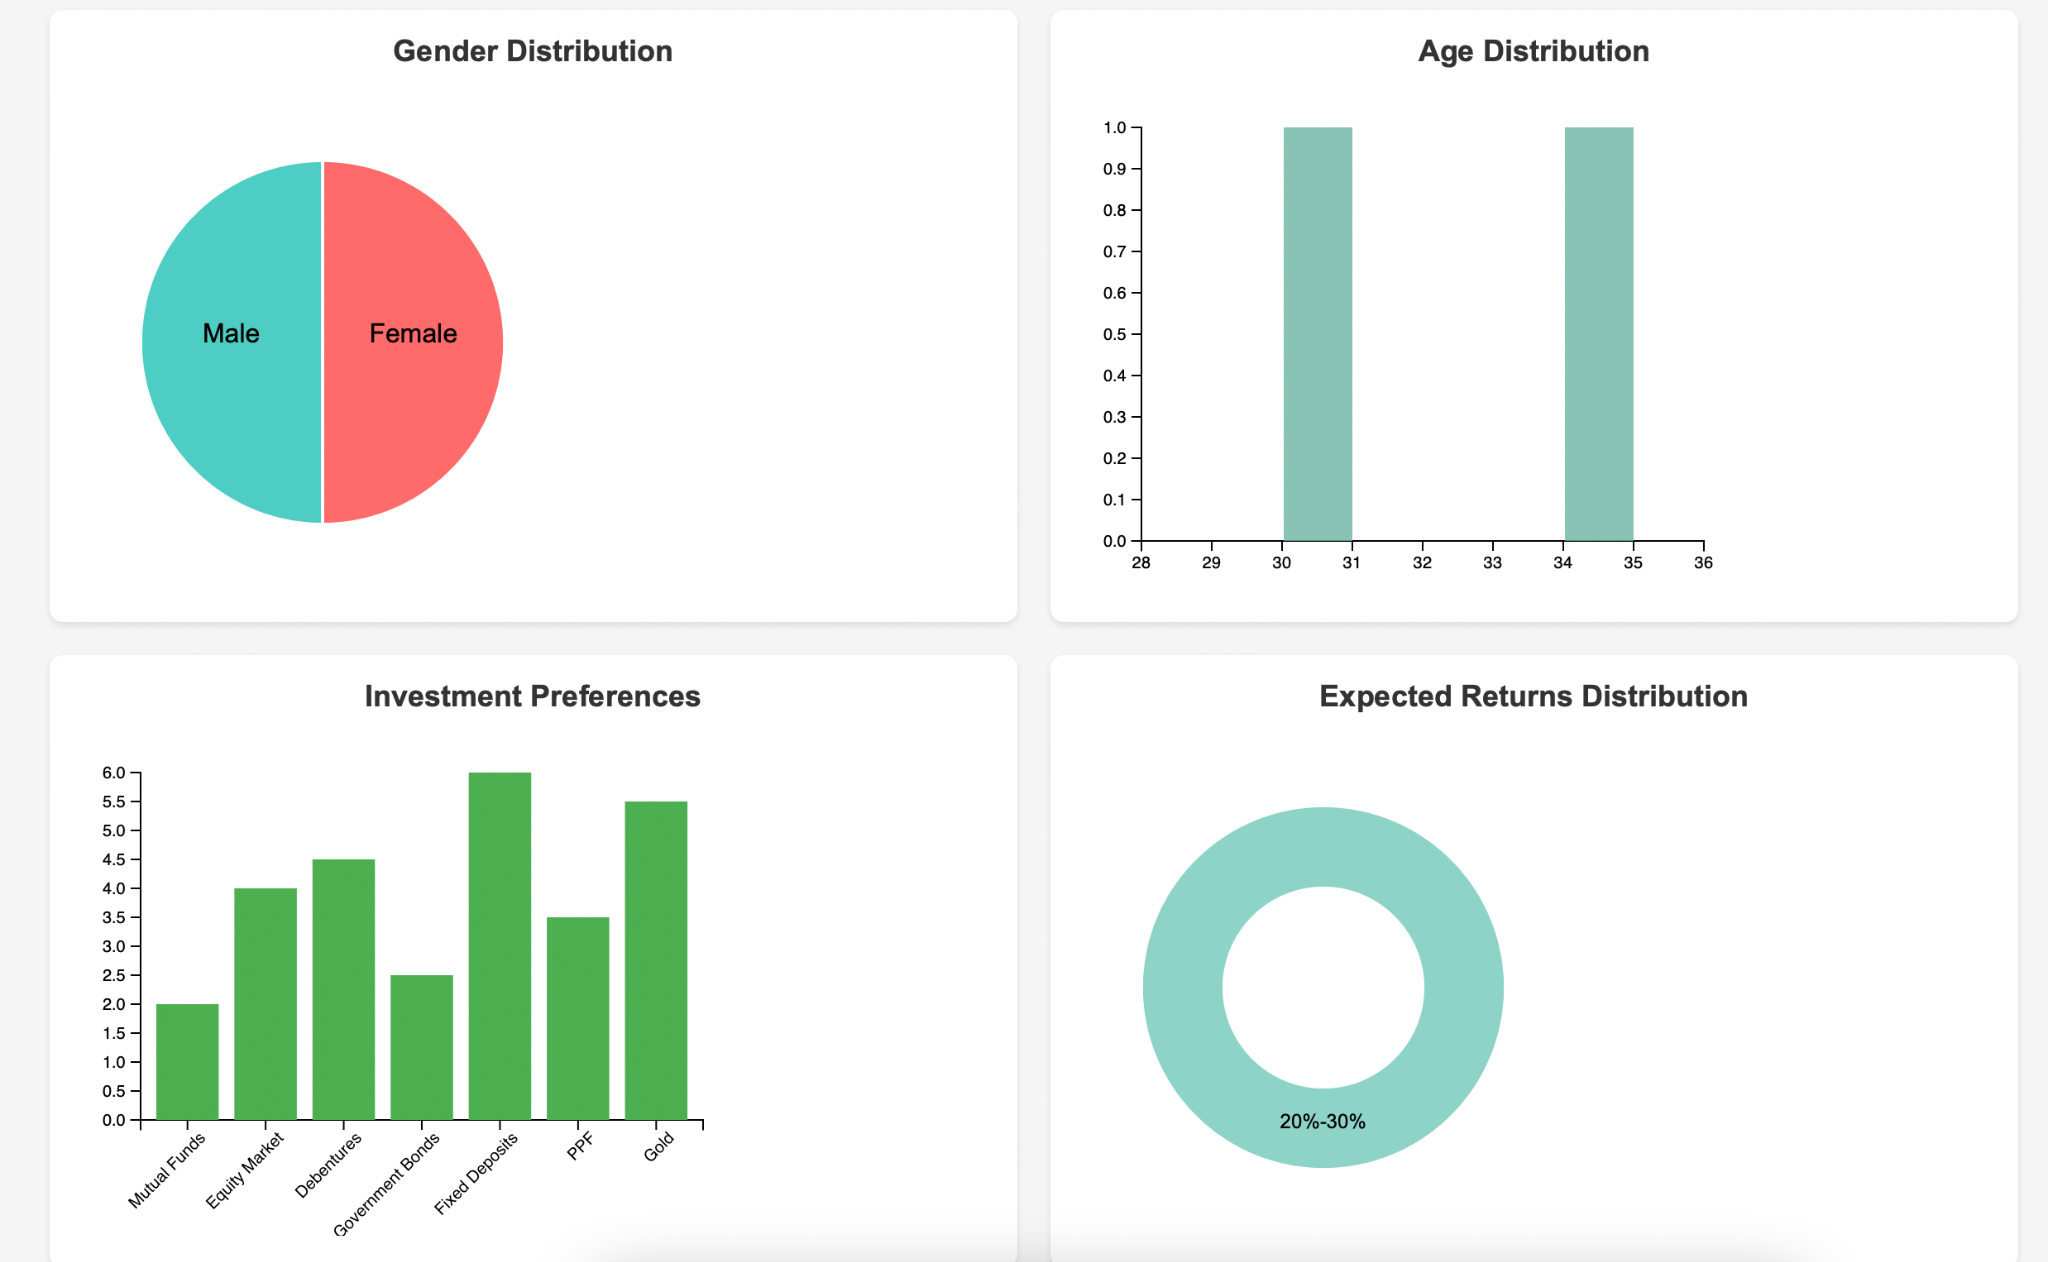 Gender Distribution
Male
Female
Age Distribution
1.0
0.9
0.8
0.7
0.6
0.5
0.4
0.3
0.2
0.1
0.0
28 29 30 31 32 33 34 35 36
Investment Preferences
6.0
5.5
5.0
4.5
4.0
3.5
3.0
2.5
2.0
1.5
1.0
0.5
0.0
Mutual Funds
Equity Market
Debentures
Government Bonds
Fixed Deposits
PPF
Gold
Expected Returns Distribution
20%-30%